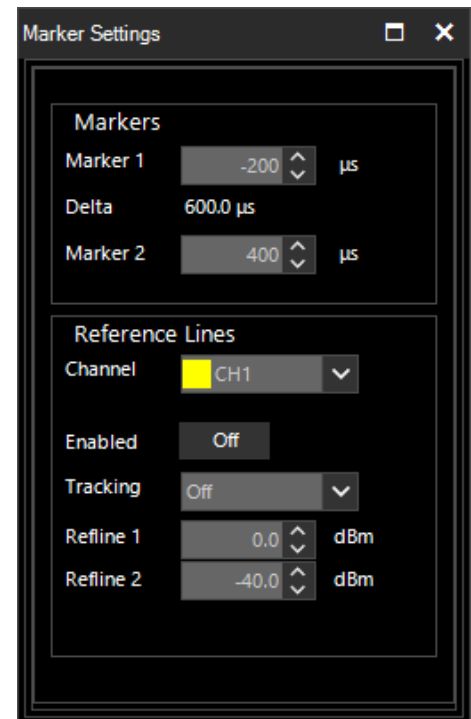 Marker Settings
Markers
Marker 1 -200 µs
Delta 600.0 µs
Marker 2 400 µs
Reference Lines
Channel CH1
Enabled Off
Tracking Off
Refline 1 0.0 dBm
Refline 2 -40.0 dBm